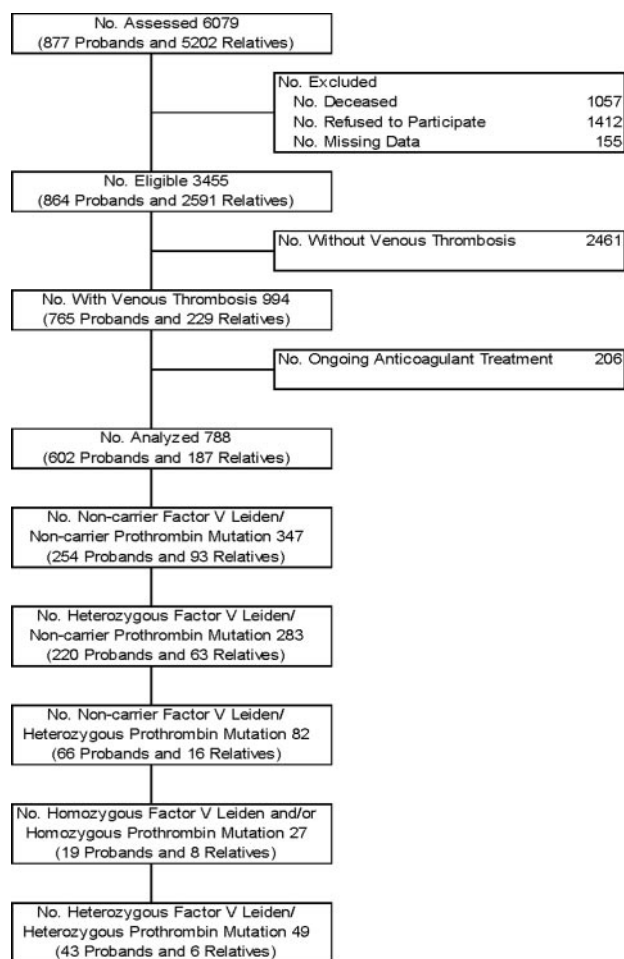 No. Assessed 6079
(877 Probands and 5202 Relatives)
No. Excluded
No. Deceased 1057
No. Refused to Participate 1412
No. Missing Data 155
No. Eligible 3455
(864 Probands and 2591 Relatives)
No. Without Venous Thrombosis 2461
No. With Venous Thrombosis 994
(765 Probands and 229 Relatives)
No. Ongoing Anticoagulant Treatment 206
No. Analyzed 788
(602 Probands and 187 Relatives)
No. Non-carrier Factor V Leiden/
Non-carrier Prothrombin Mutation 347
(254 Probands and 93 Relatives)
No. Heterozygous Factor V Leiden/
Non-carrier Prothrombin Mutation 283
(220 Probands and 63 Relatives)
No. Non-carrier Factor V Leiden/
Heterozygous Prothrombin Mutation 82
(66 Probands and 16 Relatives)
No. Homozygous Factor V Leiden and/or
Homozygous Prothrombin Mutation 27
(19 Probands and 8 Relatives)
No. Heterozygous Factor V Leiden/
Heterozygous Prothrombin Mutation 49
(43 Probands and 6 Relatives)